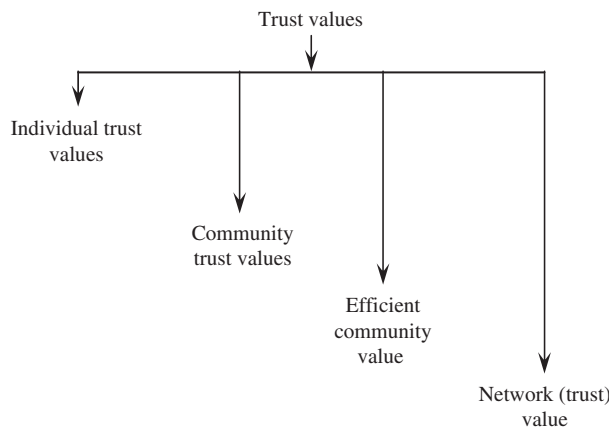 Trust values
Individual trust
values
Community
trust values
Efficient
community
value
Network (trust)
value